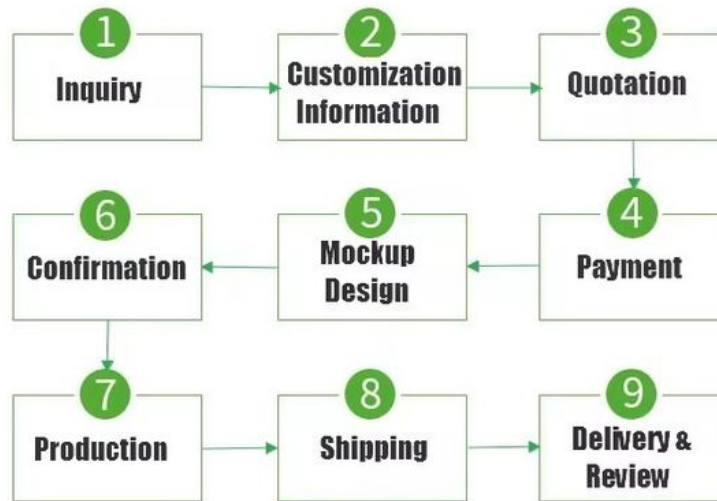 1
Inquiry
2
Customization
Information
3
Quotation
4
Payment
5
Mockup
Design
6
Confirmation
7
Production
8
Shipping
9
Delivery &
Review